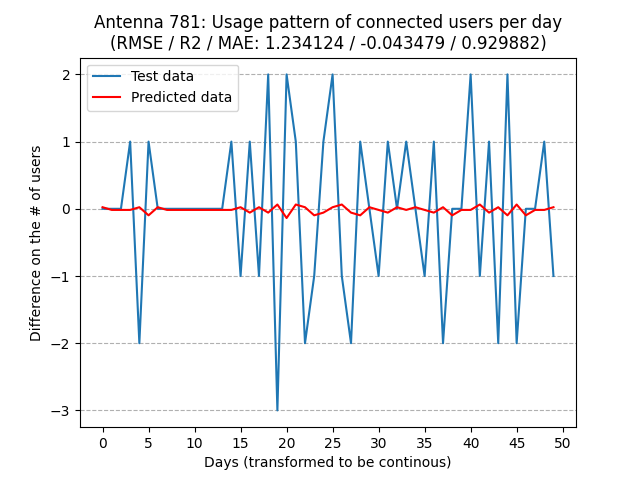 Antenna 781: Usage pattern of connected users per day
(RMSE / R2 / MAE: 1.234124 / -0.043479 / 0.929882)
Test data
Predicted data
Difference on the # of users
2
1
0
−1
−2
−3
0 5 10 15 20 25 30 35 40 45 50
Days (transformed to be continous)